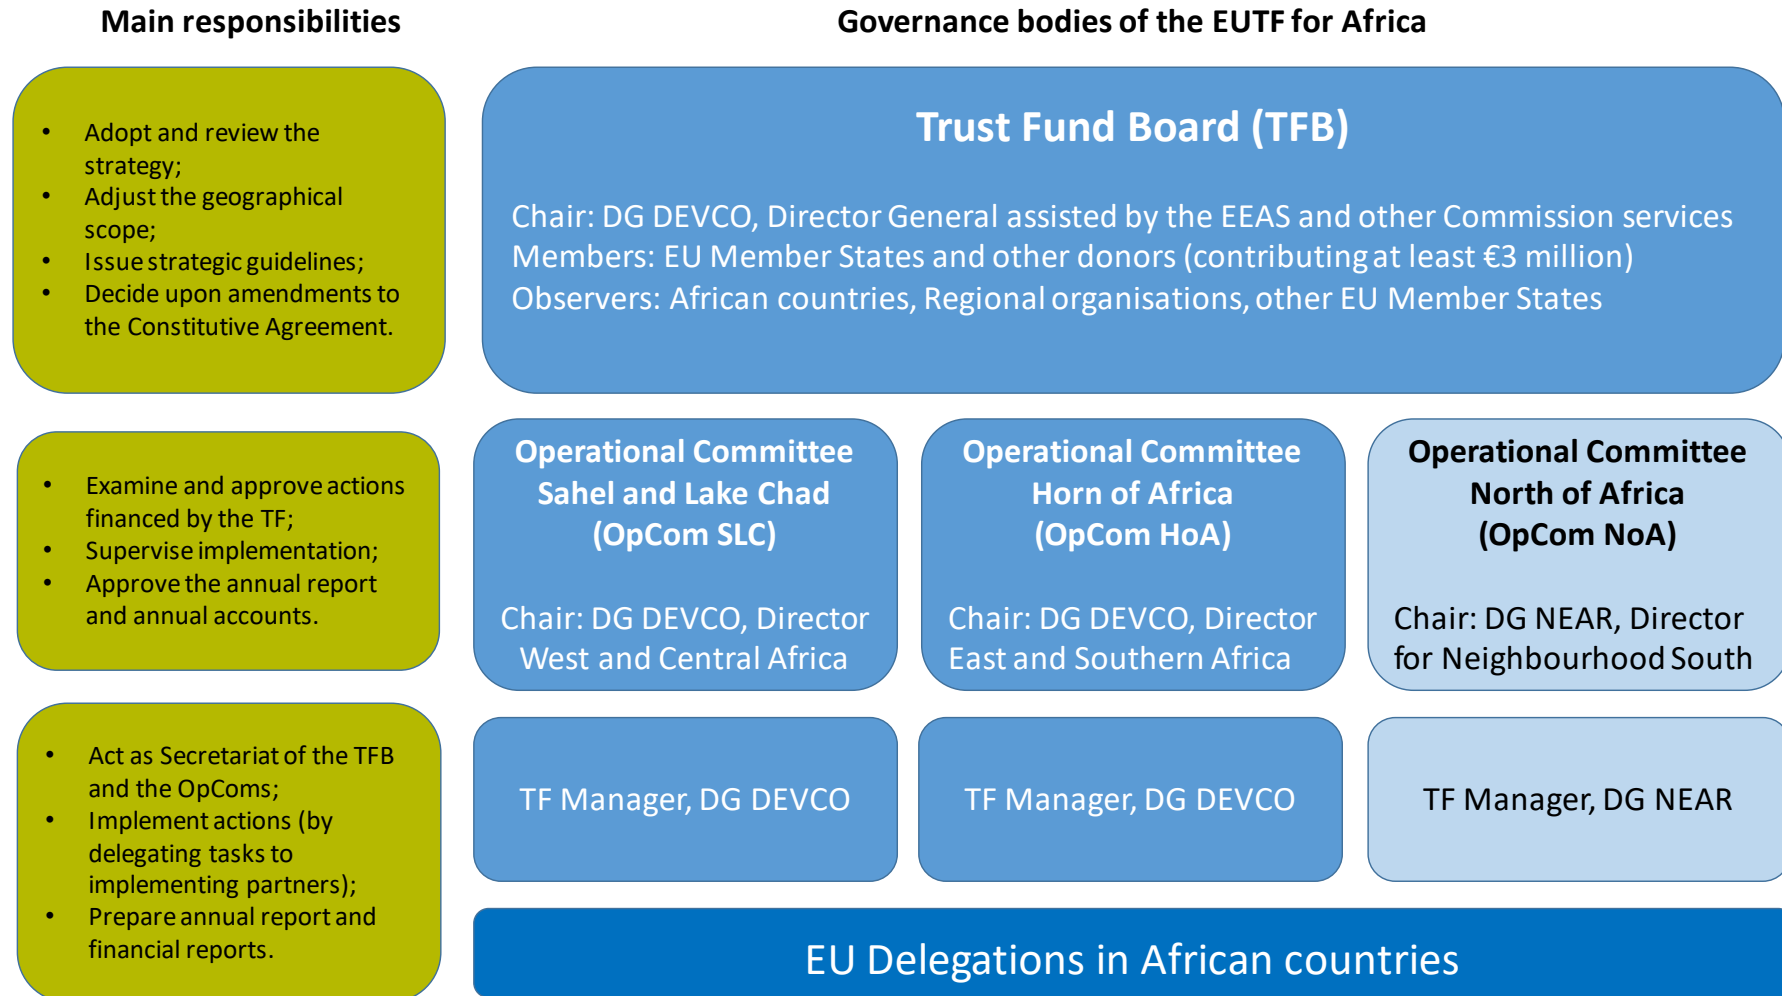 Main responsibilities
Governance bodies of the EUTF for Africa
• Adopt and review the
strategy;
• Adjust the geographical
scope;
• Issue strategic guidelines;
• Decide upon amendments to
the Constitutive Agreement.
Trust Fund Board (TFB)
Chair: DG DEVCO, Director General assisted by the EEAS and other Commission services
Members: EU Member States and other donors (contributing at least €3 million)
Observers: African countries, Regional organisations, other EU Member States
• Examine and approve actions
financed by the TF;
• Supervise implementation;
• Approve the annual report
and annual accounts.
Operational Committee
Sahel and Lake Chad
(OpCom SLC)
Chair: DG DEVCO, Director
West and Central Africa
Operational Committee
Horn of Africa
(OpCom HoA)
Chair: DG DEVCO, Director
East and Southern Africa
Operational Committee
North of Africa
(OpCom NoA)
Chair: DG NEAR, Director
for Neighbourhood South
• Act as Secretariat of the TFB
and the OpComs;
• Implement actions (by
delegating tasks to
implementing partners);
• Prepare annual report and
financial reports.
TF Manager, DG DEVCO
TF Manager, DG DEVCO
TF Manager, DG NEAR
EU Delegations in African countries